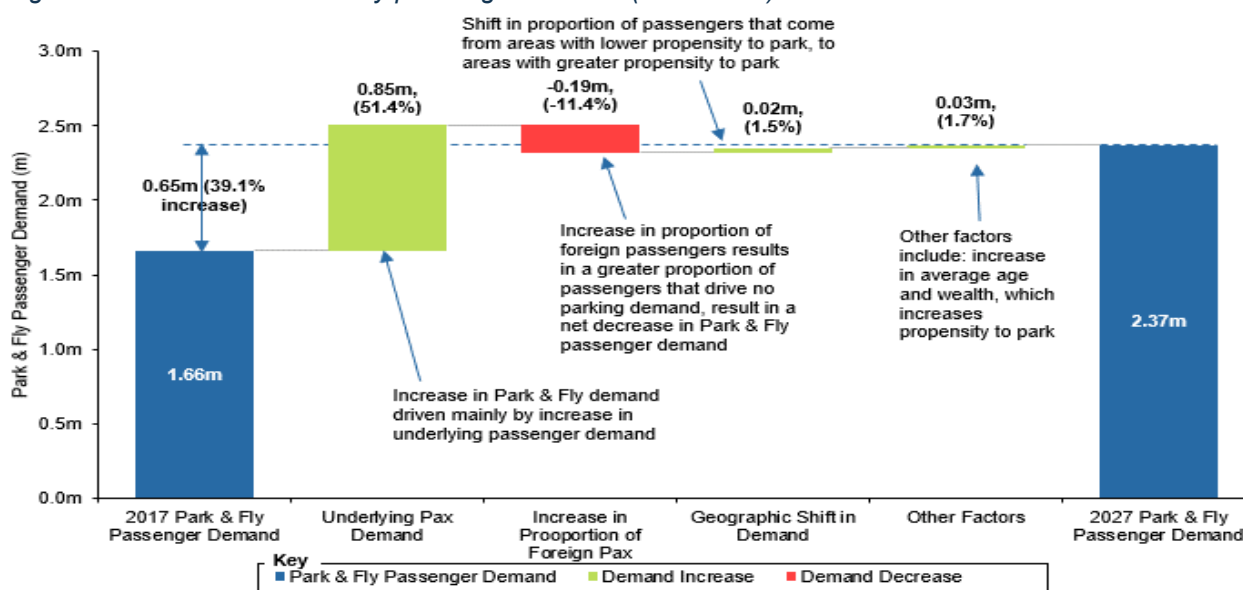 Shift in proportion of passengers that come
from areas with lower propensity to park, to
areas with greater propensity to park
3.0m
2.5m
2.0m
1.5m
1.0m
0.5m
0.0m
Park & Fly Passenger Demand (m)
0.85m,
(51.4%)
-0.19m,
(-11.4%)
0.02m,
(1.5%)
0.03m,
(1.7%)
0.65m (39.1%
increase)
1.66m
2.37m
Increase in Park & Fly demand
driven mainly by increase in
underlying passenger demand
Increase in proportion of
foreign passengers results
in a greater proportion of
passengers that drive no
parking demand, result in a
net decrease in Park & Fly
passenger demand
Other factors
include: increase
in average age
and wealth, which
increases
propensity to park
2017 Park & Fly
Passenger Demand
Underlying Pax
Demand
Increase in
Prooportion of
Foreign Pax
Geographic Shift in
Demand
Other Factors
2027 Park & Fly
Passenger Demand
Key
Park & Fly Passenger Demand
Demand Increase
Demand Decrease